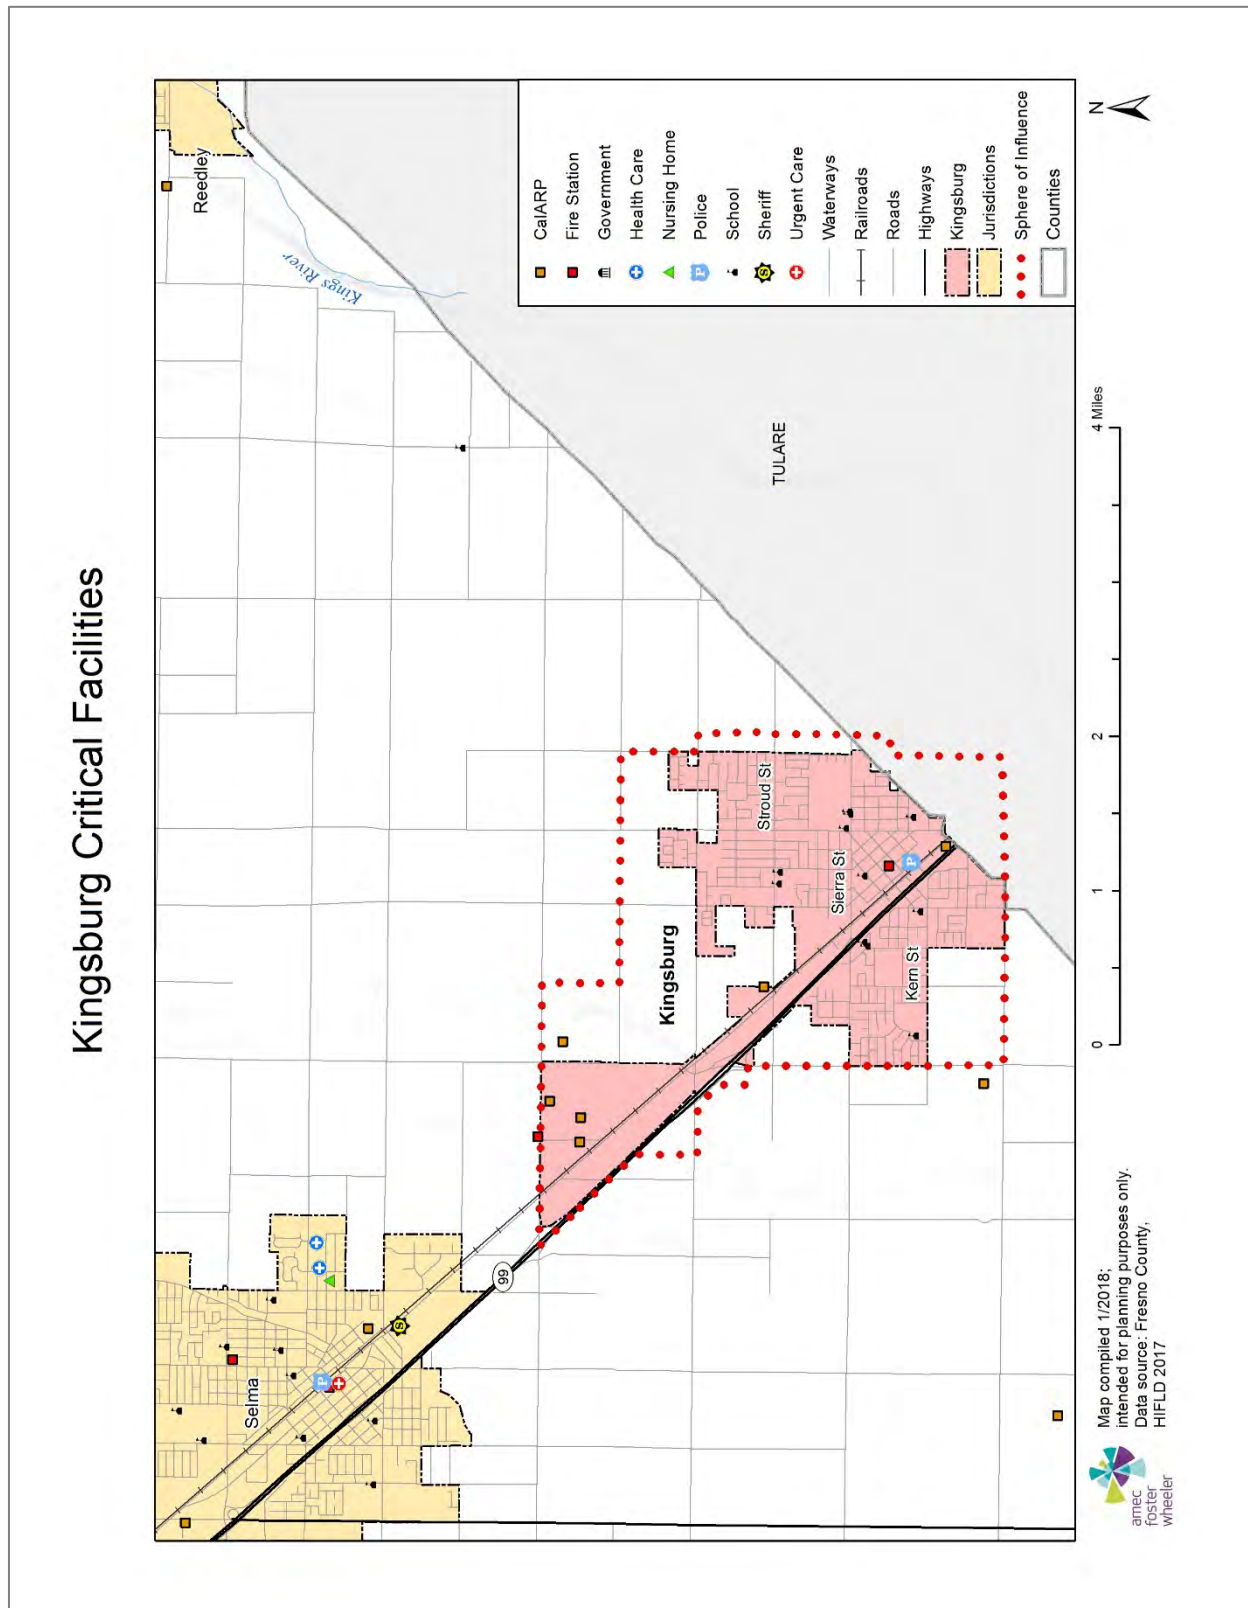 Kingsburg Critical Facilities
Reedley
Kings River
Selma
99
Kingsburg
Stroud St
Sierra St
Kern St
TULARE
P
P
S
CalARP
Fire Station
Government
Health Care
Nursing Home
P
Police
School
S
Sheriff
Urgent Care
Waterways
Railroads
Roads
Highways
Kingsburg
Jurisdictions
Sphere of Influence
Counties
N
0 1 2 4 Miles
amec
foster
wheeler
Map compiled 1/2018;
intended for planning purposes only.
Data source: Fresno County,
HIFLD 2017